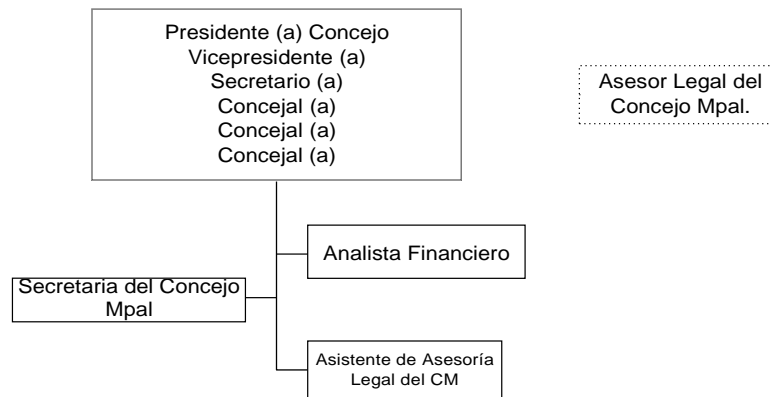 Presidente (a) Concejo
Vicepresidente (a)
Secretario (a)
Concejal (a)
Concejal (a)
Concejal (a)
Asesor Legal del
Concejo Mpal.
Analista Financiero
Secretaria del Concejo
Mpal
Asistente de Asesoría
Legal del CM